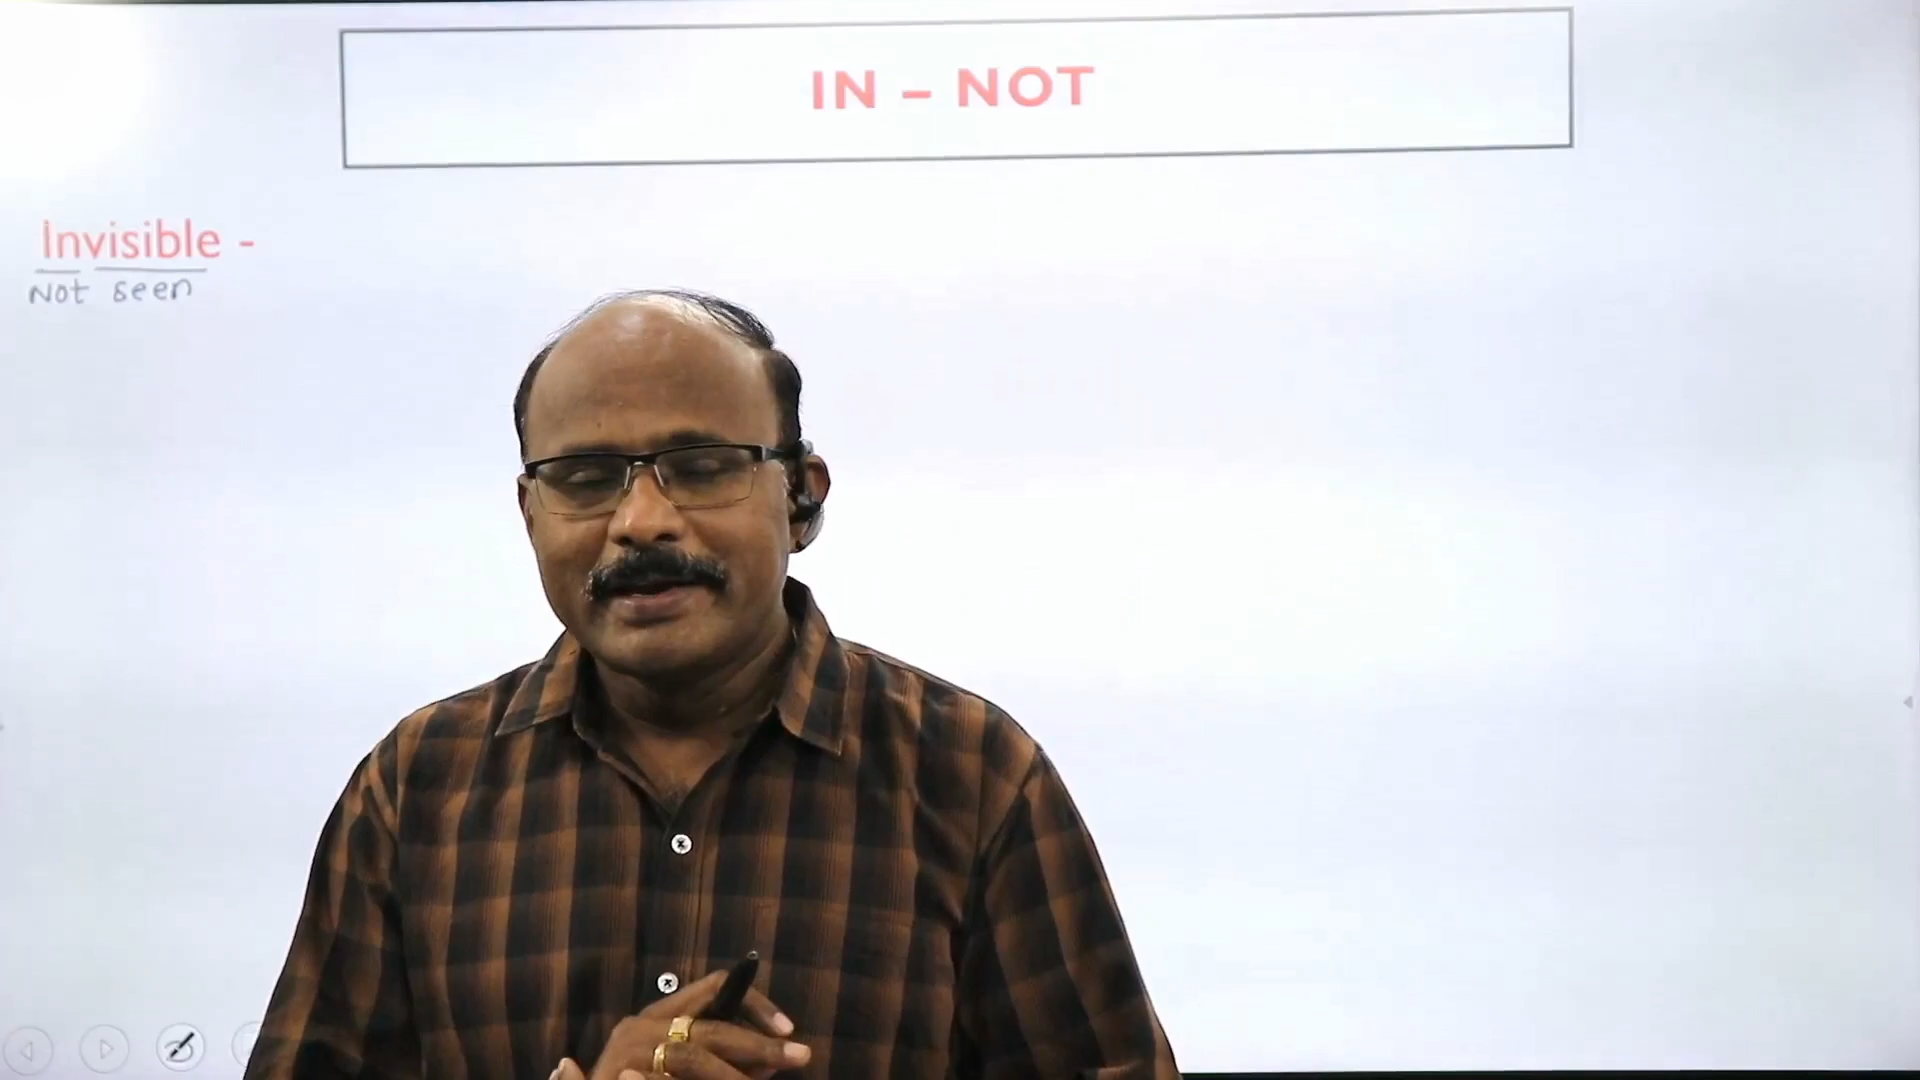 IN – NOT
Invisible -
Not seen